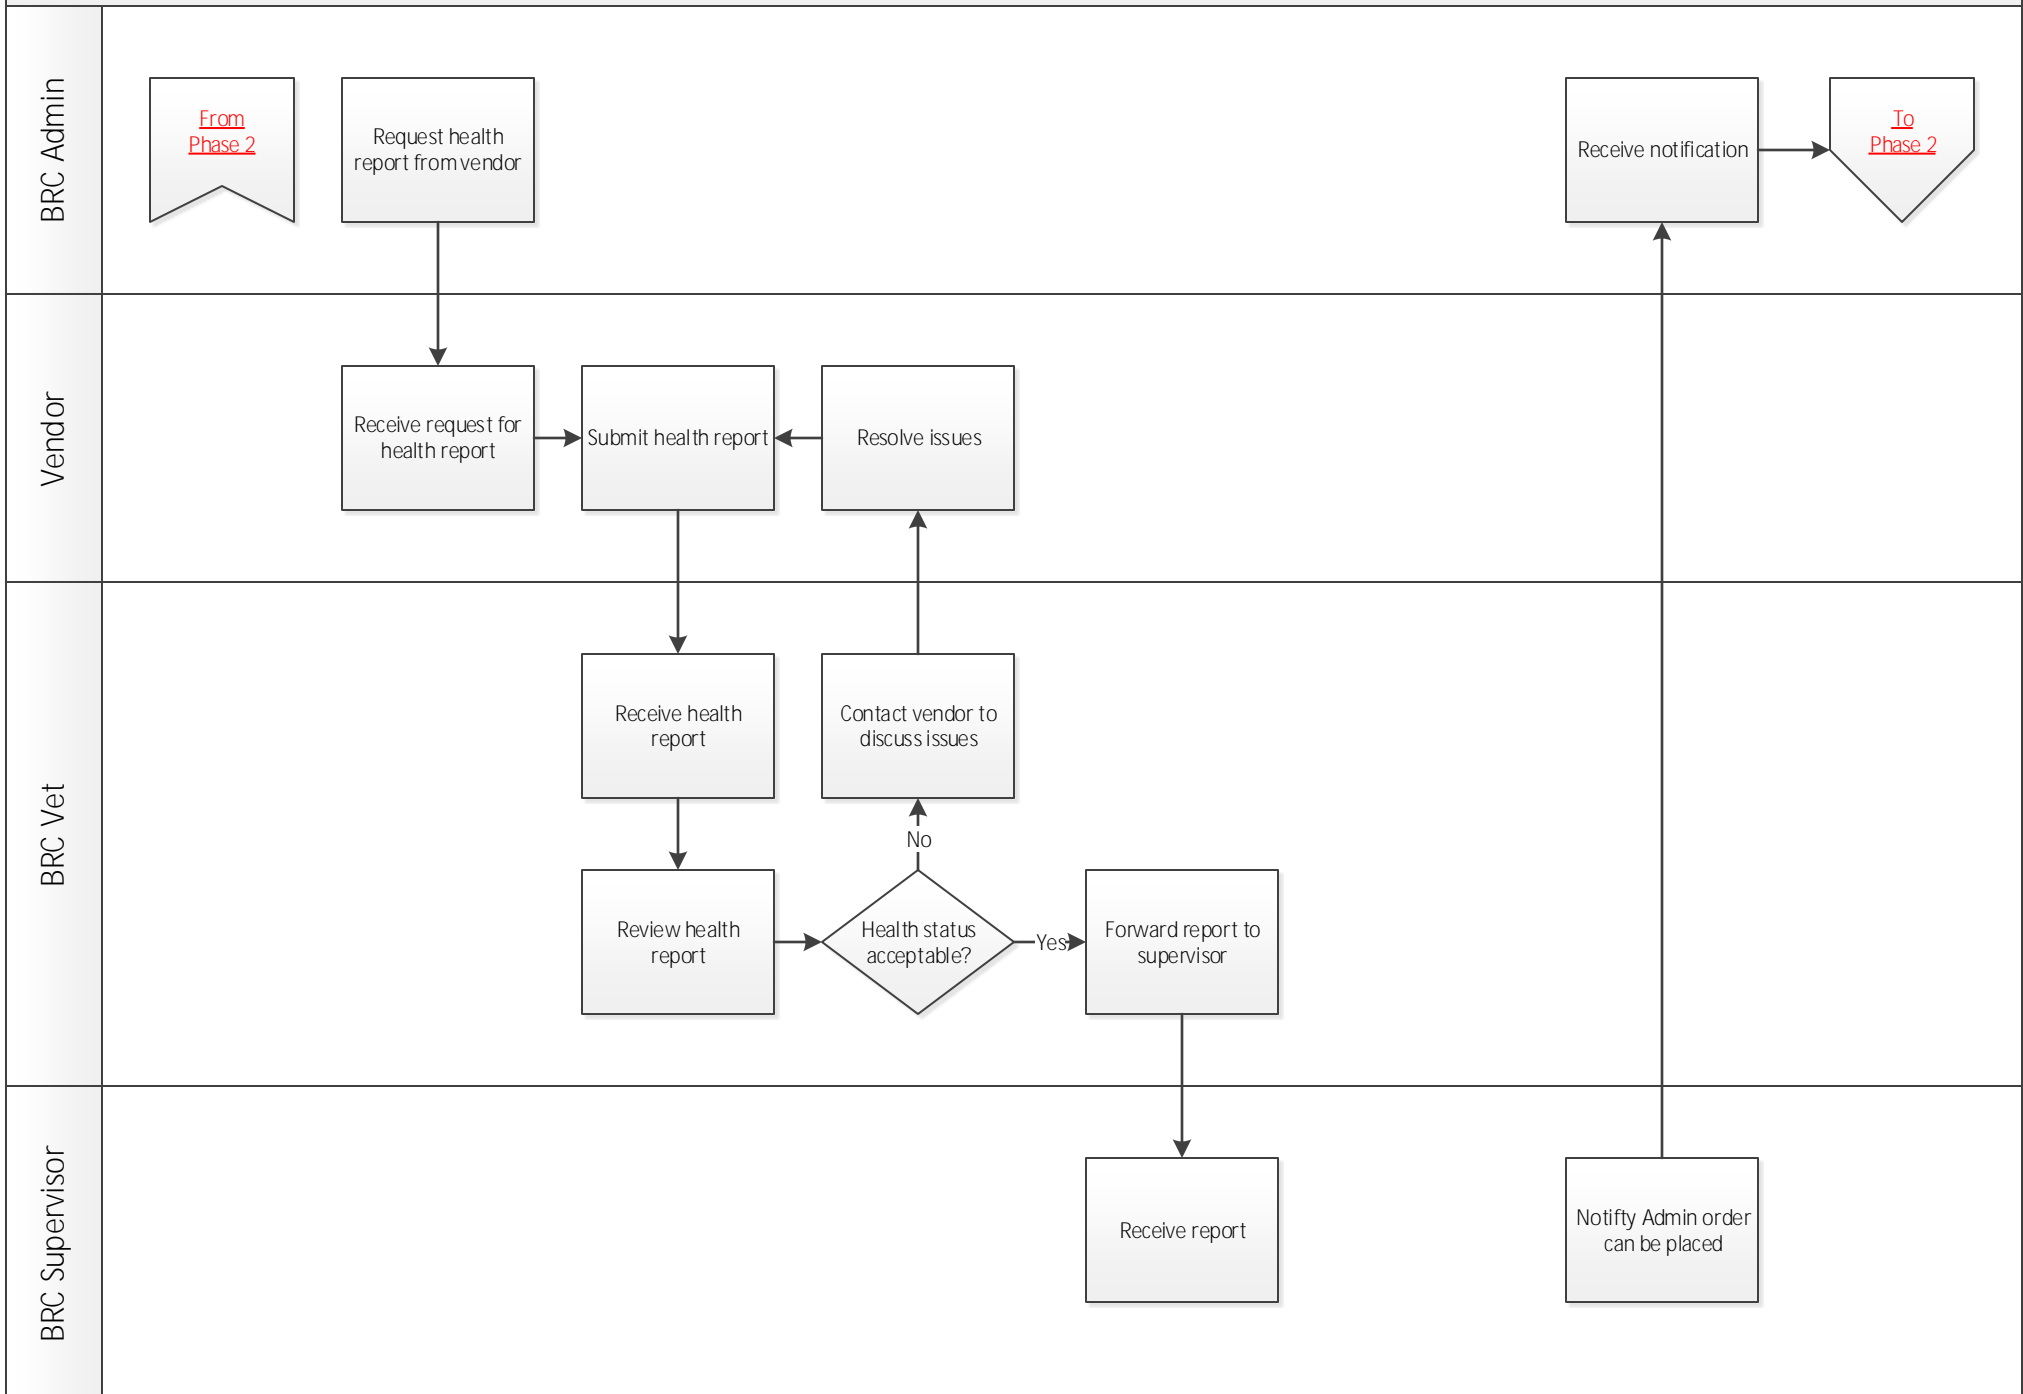 BRC Admin
From
Phase 2
Request health
report from vendor
Receive notification
To
Phase 2
Vendor
Receive request for
health report
Submit health report
Resolve issues
BRC Vet
Receive health
report
Contact vendor to
discuss issues
No
Review health
report
Health status
acceptable?
Yes
Forward report to
supervisor
BRC Supervisor
Receive report
Notifty Admin order
can be placed